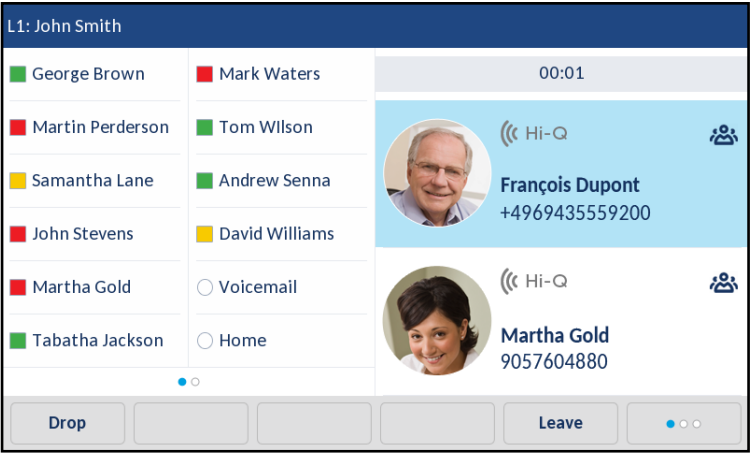 L1: John Smith
George Brown
Martin Perderson
Samantha Lane
John Stevens
Martha Gold
Tabatha Jackson
Mark Waters
Tom WIlson
Andrew Senna
David Williams
Voicemail
Home
00:01
Hi-Q
François Dupont
+4969435559200
Hi-Q
Martha Gold
9057604880
Drop
Leave